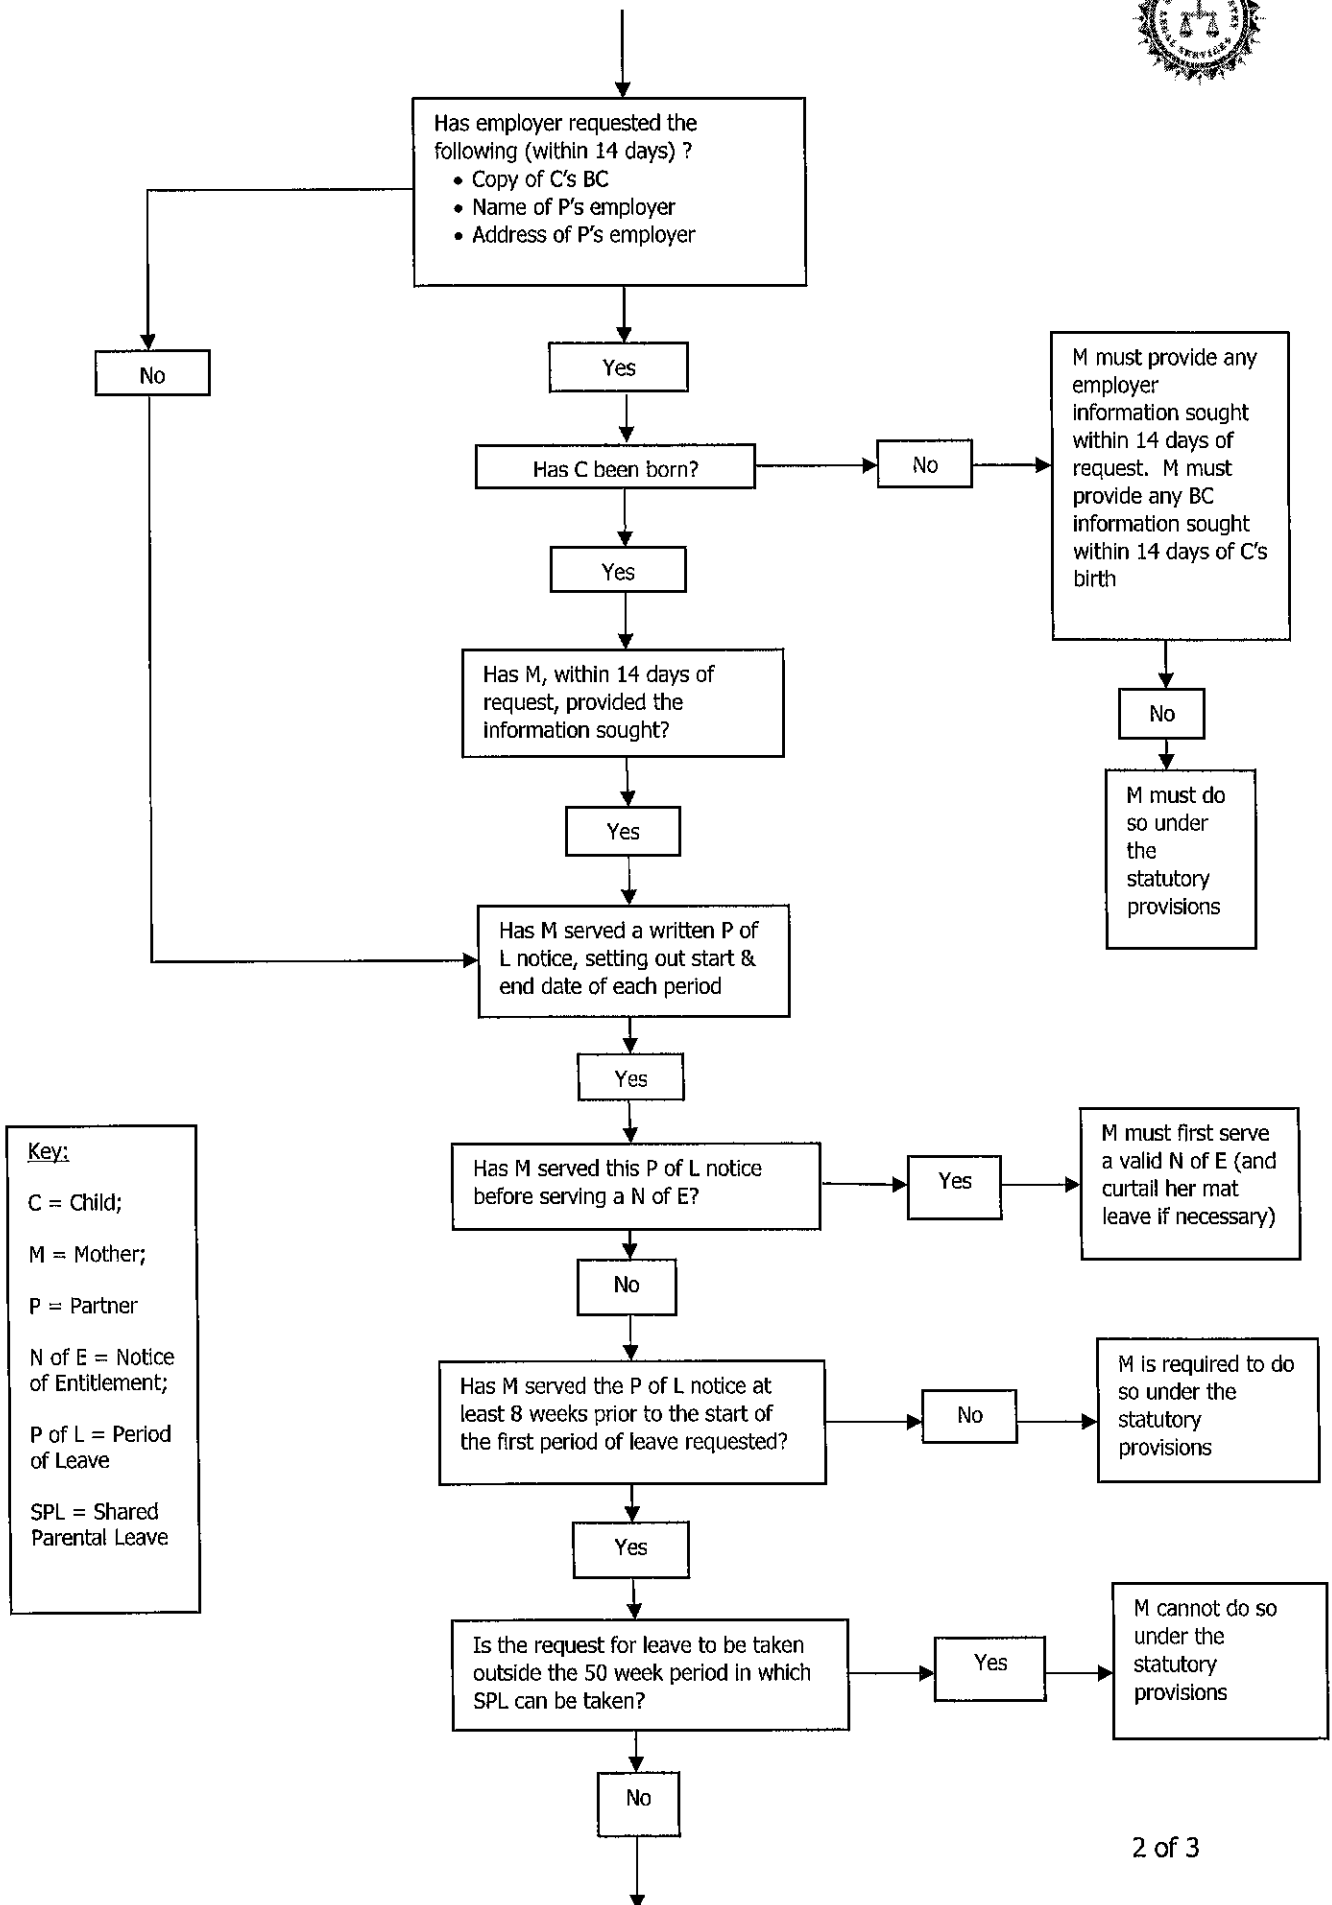 LEGAL SERVICES
Has employer requested the
following (within 14 days) ?
• Copy of C's BC
• Name of P's employer
• Address of P's employer
No
Yes
Has C been born?
No
M must provide any
employer
information sought
within 14 days of
request. M must
provide any BC
information sought
within 14 days of C's
birth
Yes
No
Has M, within 14 days of
request, provided the
information sought?
M must do
so under
the
statutory
provisions
Yes
Has M served a written P of
L notice, setting out start &
end date of each period
Yes
Key:
C = Child;
M = Mother;
P = Partner
N of E = Notice
of Entitlement;
P of L = Period
of Leave
SPL = Shared
Parental Leave
Has M served this P of L notice
before serving a N of E?
Yes
M must first serve
a valid N of E (and
curtail her mat
leave if necessary)
No
Has M served the P of L notice at
least 8 weeks prior to the start of
the first period of leave requested?
No
M is required to do
so under the
statutory
provisions
Yes
Is the request for leave to be taken
outside the 50 week period in which
SPL can be taken?
Yes
M cannot do so
under the
statutory
provisions
No
2 of 3